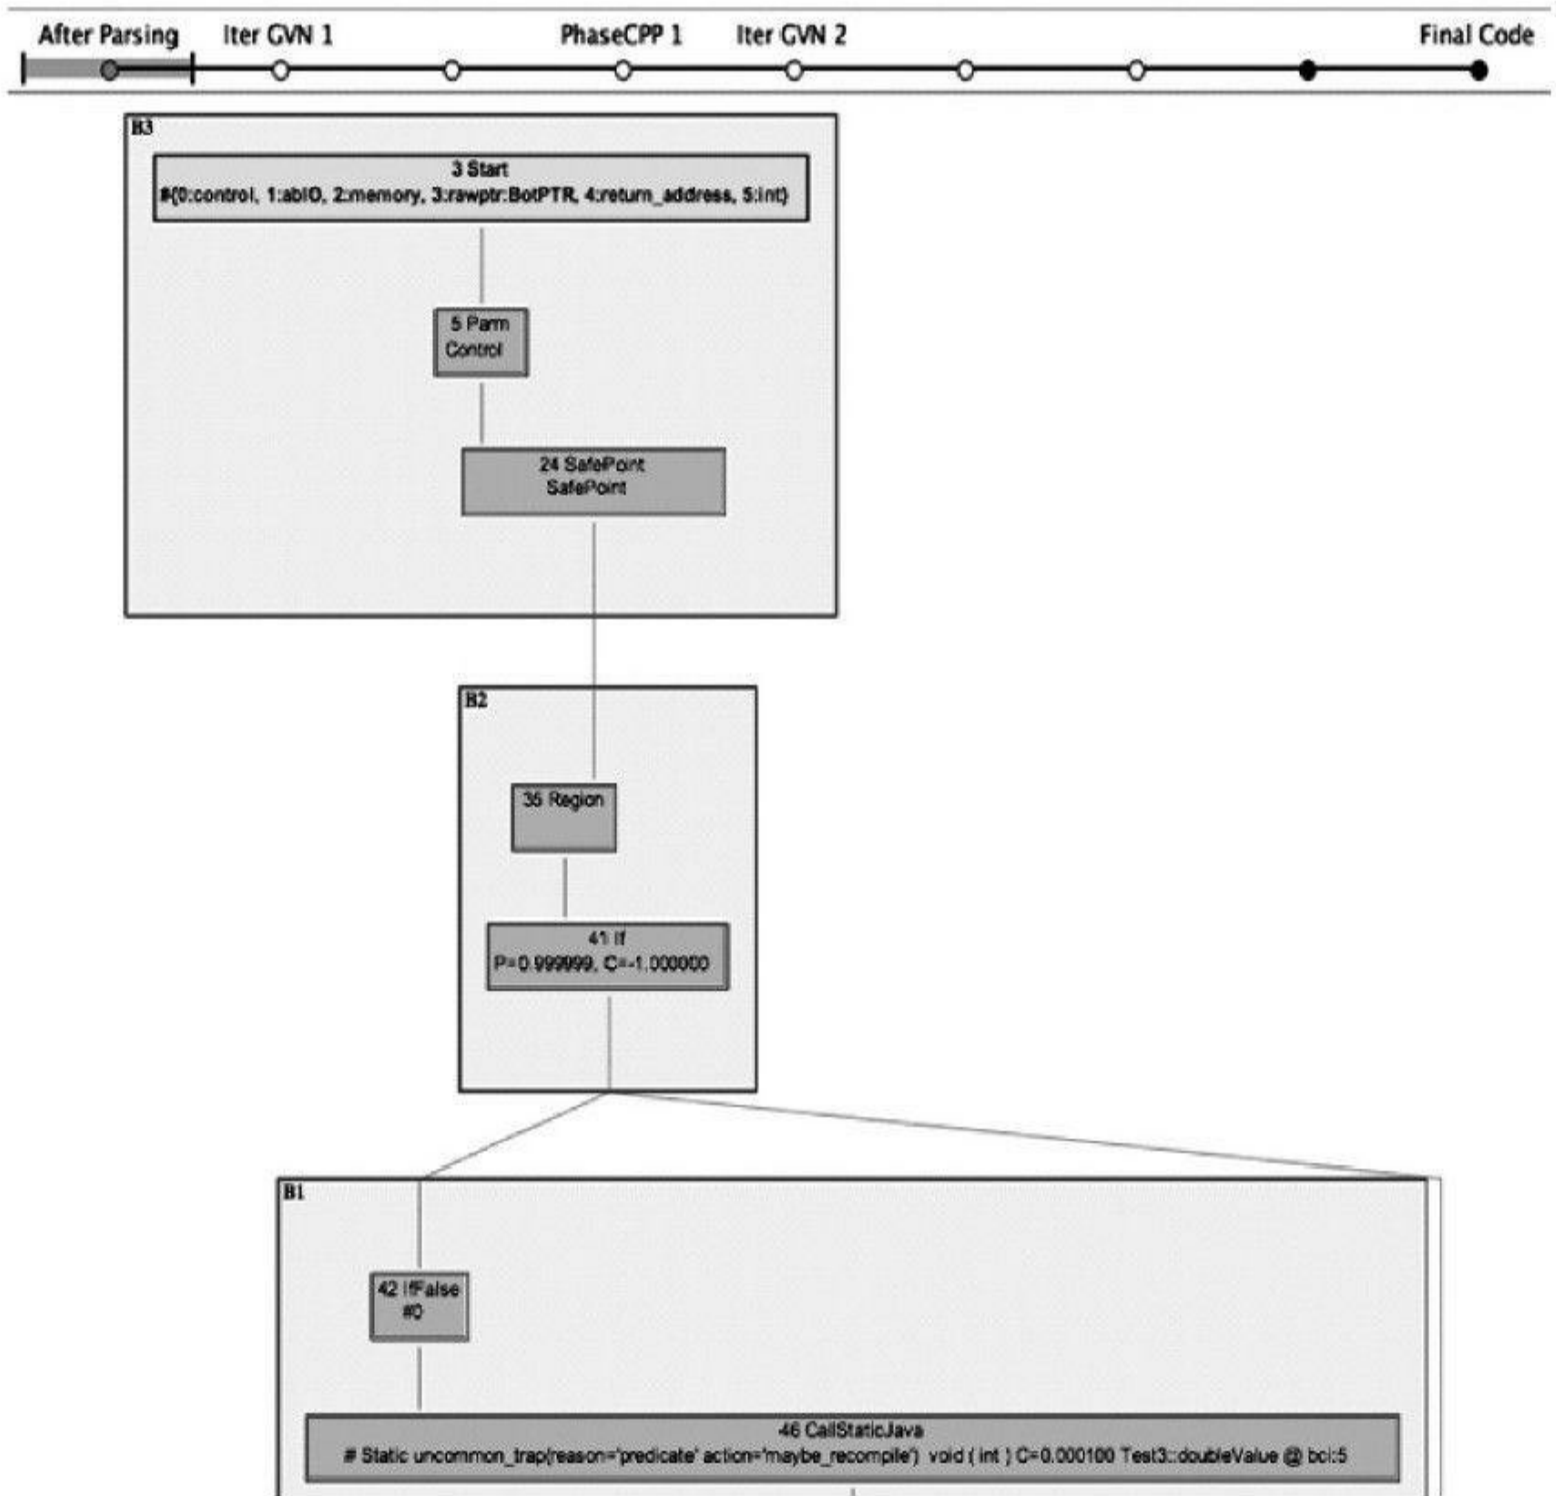 After Parsing Iter GVN 1 PhaseCPP 1 Iter GVN 2 Final Code
B3
3 Start
#{0:control, 1:abIO, 2:memory, 3:rawptr:BotPTR, 4:return_address, 5:int}
5 Parm
Control
24 SafePoint
SafePoint
B2
35 Region
41 If
P=0.999999, C=-1.000000
B1
42 IfFalse
#0
46 CallStaticJava
# Static uncommon_trap(reason='predicate' action='maybe_recompile') void ( int ) C=0.000100 Test3::doubleValue @ bci:5